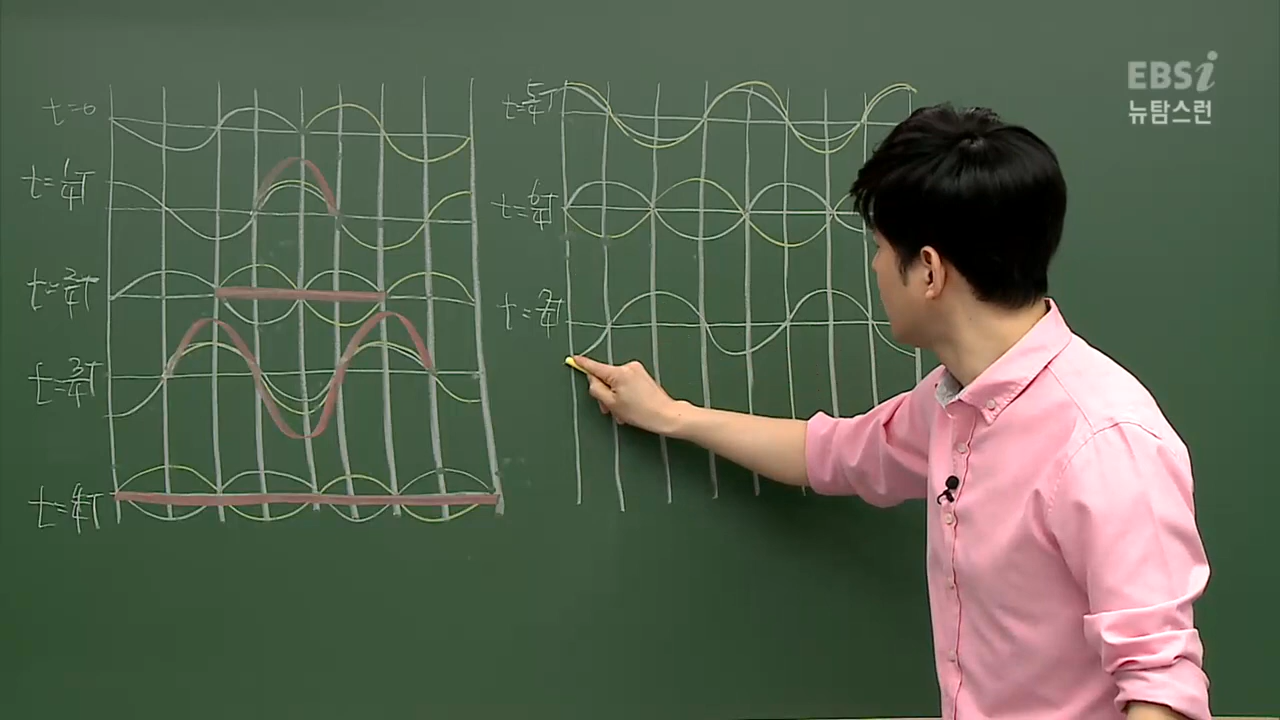 t=0
t=1/4T
t=2/4T
t=3/4T
t=4/4T
t=5/4T
t=6/4T
t=7/4T
EBSi
뉴탐스런